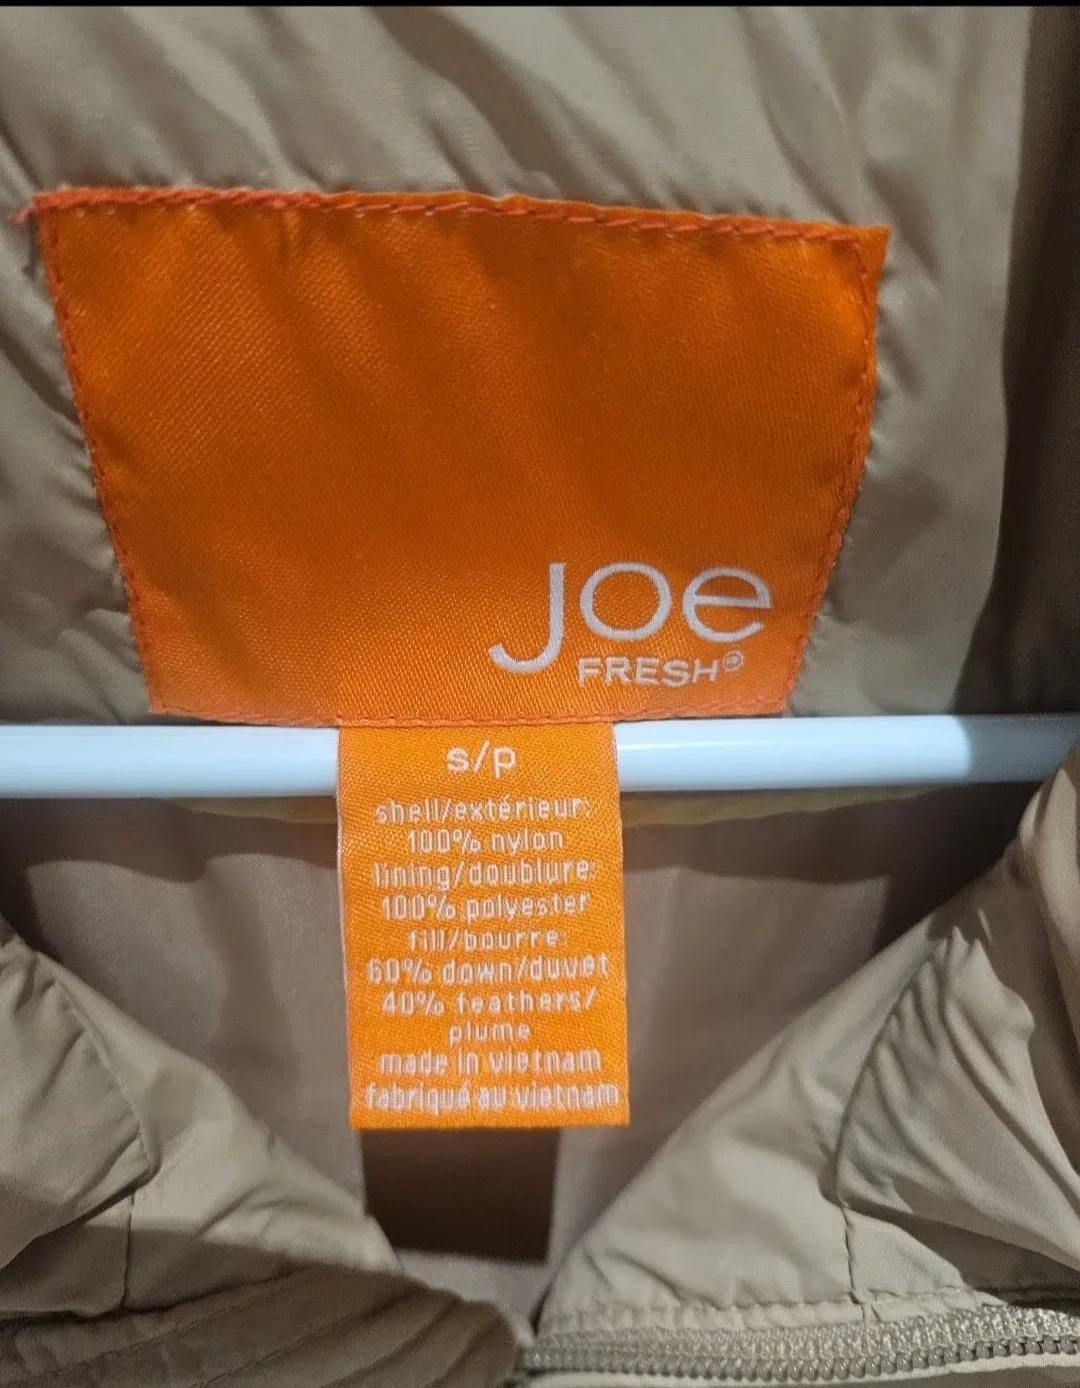 Joe
FRESH®
s/p
shell/extérieur:
100% nylon
lining/doublure:
100% polyester
fill/bourre:
60% down/duvet
40% feathers/
plume
made in vietnam
fabriqué au vietnam